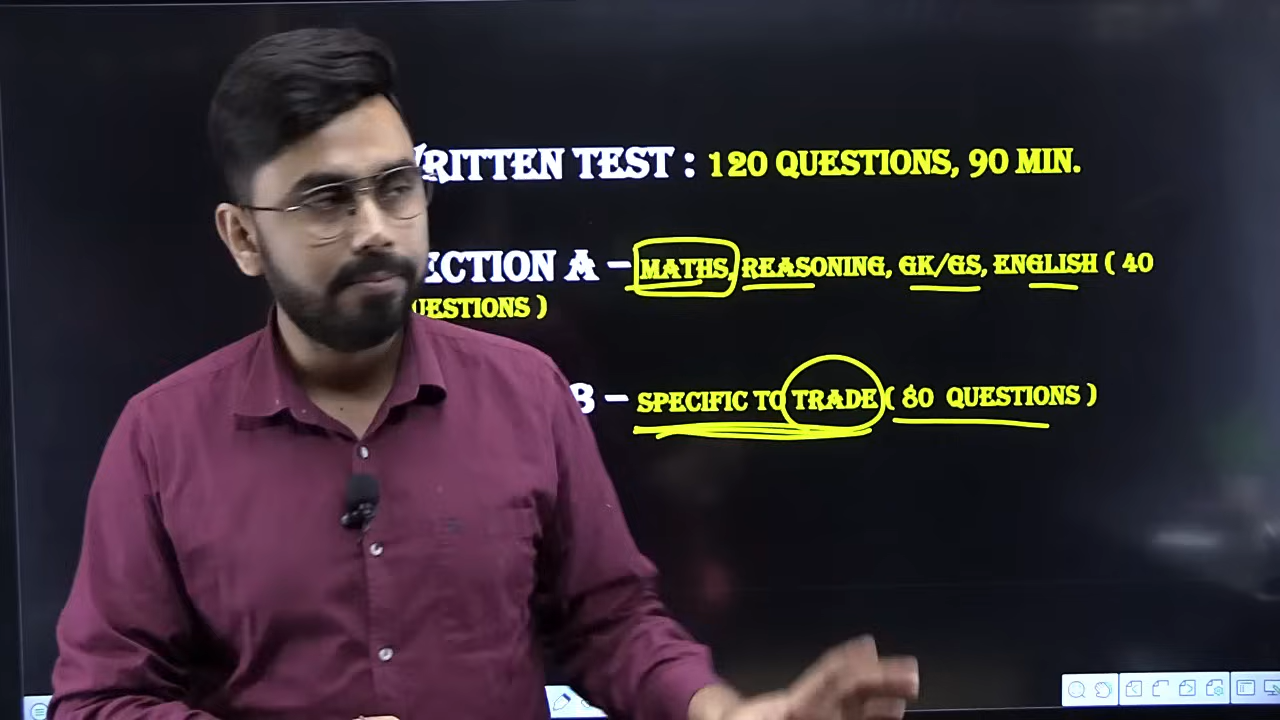 RITTEN TEST : 120 QUESTIONS, 90 MIN.
ECTION A – MATHS, REASONING, GK/GS, ENGLISH ( 40
UESTIONS )
B – SPECIFIC TO TRADE ( 80 QUESTIONS )